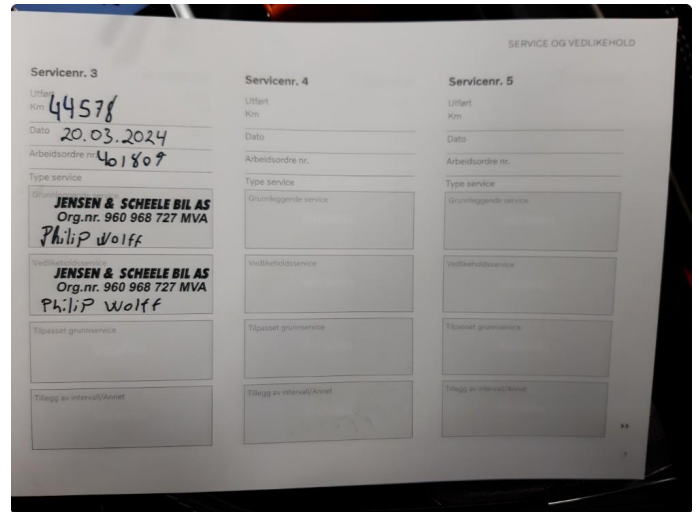 SERVICE OG VEDLIKEHOLD
Servicenr. 3
Utført
Km 44578
Dato 20.03.2024
Arbeidsordre nr. 401809
Type service
Grunnleggende service
JENSEN & SCHEELE BIL AS
Org.nr. 960 968 727 MVA
Philip Wolff
Vedlikeholdsservice
JENSEN & SCHEELE BIL AS
Org.nr. 960 968 727 MVA
Philip Wolff
Tilpasset grunnservice
Tillegg av intervall/Annet
Servicenr. 4
Utført
Km
Dato
Arbeidsordre nr.
Type service
Grunnleggende service
Vedlikeholdsservice
Tilpasset grunnservice
Tillegg av intervall/Annet
Servicenr. 5
Utført
Km
Dato
Arbeidsordre nr.
Type service
Grunnleggende service
Vedlikeholdsservice
Tilpasset grunnservice
Tillegg av intervall/Annet